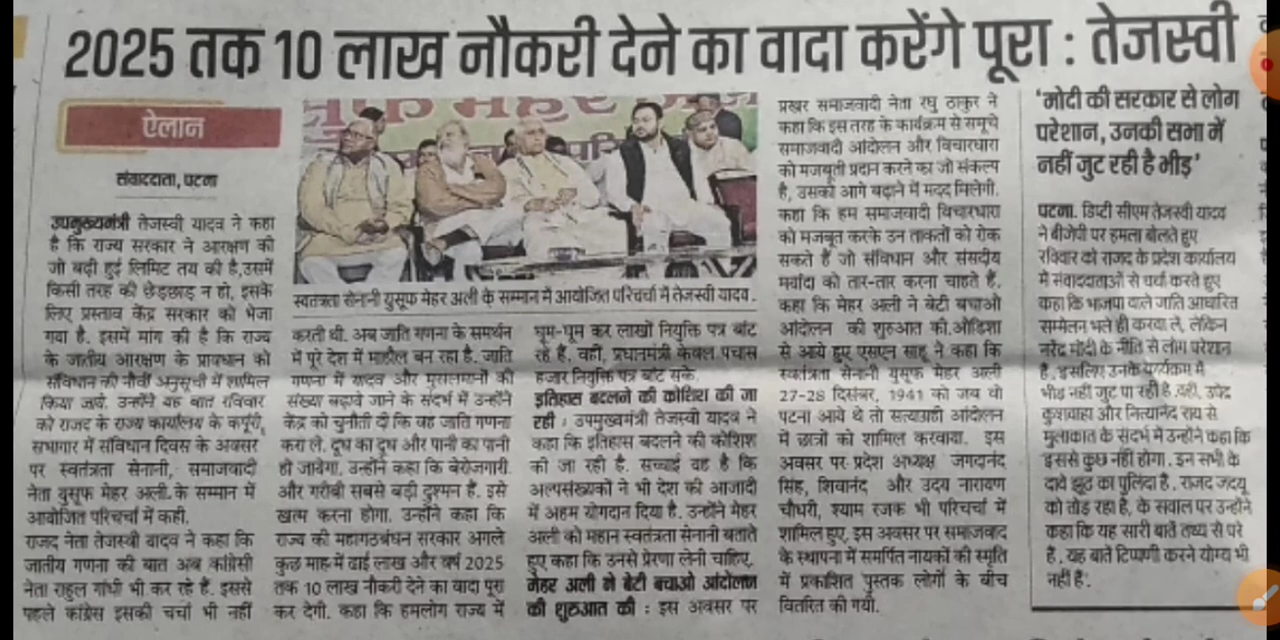 2025 तक 10 लाख नौकरी देने का वादा करेंगे पूरा : तेजस्वी
ऐलान
संवाददाता, पटना
उपमुख्यमंत्री तेजस्वी यादव ने कहा
है कि राज्य सरकार ने आरक्षण की
जो बढ़ी हुई लिमिट तय की है,उसमें
किसी तरह की छेड़छाड़ न हो, इसके
लिए प्रस्ताव केंद्र सरकार को भेजा
गया है. इसमें मांग की है कि राज्य
के जातीय आरक्षण के प्रावधान को
संविधान की नौवीं अनुसूची में शामिल
किया जाये. उन्होंने यह बात रविवार
को राजद के राज्य कार्यालय के कर्पूरी
सभागार में संविधान दिवस के अवसर
पर स्वतंत्रता सेनानी, समाजवादी
नेता युसूफ मेहर अली के सम्मान में
आयोजित परिचर्चा में कही.
राजद नेता तेजस्वी यादव ने कहा कि
जातीय गणना की बात अब कांग्रेसी
नेता राहुल गांधी भी कर रहे हैं. इससे
पहले कांग्रेस इसकी चर्चा भी नहीं
स्वतंत्रता सेनानी युसूफ मेहर अली के सम्मान में आयोजित परिचर्चा में तेजस्वी यादव.
करती थी. अब जाति गणना के समर्थन
में पूरे देश में माहौल बन रहा है. जाति
गणना में यादव और मुसलमानों की
संख्या बढ़ाये जाने के संदर्भ में उन्होंने
केंद्र को चुनौती दी कि वह जाति गणना
करा ले. दूध का दूध और पानी का पानी
हो जायेगा. उन्होंने कहा कि बेरोजगारी
और गरीबी सबसे बड़ी दुश्मन हैं. इसे
खत्म करना होगा. उन्होंने कहा कि
राज्य की महागठबंधन सरकार अगले
कुछ माह में ढाई लाख और वर्ष 2025
तक 10 लाख नौकरी देने का वादा पूरा
कर देगी. कहा कि हमलोग राज्य में
घूम-घूम कर लाखों नियुक्ति पत्र बांट
रहे हैं. वहीं, प्रधानमंत्री केवल पचास
हजार नियुक्ति पत्र बांट सके.
इतिहास बदलने की कोशिश की जा
रही : उपमुख्यमंत्री तेजस्वी यादव ने
कहा कि इतिहास बदलने की कोशिश
की जा रही है. सच्चाई यह है कि
अल्पसंख्यकों ने भी देश की आजादी
में अहम योगदान दिया है. उन्होंने मेहर
अली को महान स्वतंत्रता सेनानी बताते
हुए कहा कि उनसे प्रेरणा लेनी चाहिए.
मेहर अली ने बेटी बचाओ आंदोलन
की शुरुआत की : इस अवसर पर
प्रखर समाजवादी नेता रघु ठाकुर ने
कहा कि इस तरह के कार्यक्रम से समूचे
समाजवादी आंदोलन और विचारधारा
को मजबूती प्रदान करने का जो संकल्प
है, उसको आगे बढ़ाने में मदद मिलेगी.
कहा कि हम समाजवादी विचारधारा
को मजबूत करके उन ताकतों को रोक
सकते हैं जो संविधान और संसदीय
मर्यादा को तार-तार करना चाहते हैं.
कहा कि मेहर अली ने बेटी बचाओ
आंदोलन की शुरुआत की.ओडिशा
से आये हुए एसएन साहू ने कहा कि
स्वतंत्रता सेनानी युसूफ मेहर अली
27-28 दिसंबर, 1941 को जब वो
पटना आये थे तो सत्याग्रही आंदोलन
में छात्रों को शामिल करवाया. इस
अवसर पर प्रदेश अध्यक्ष जगदानंद
सिंह, शिवानंद और उदय नारायण
चौधरी, श्याम रजक भी परिचर्चा में
शामिल हुए. इस अवसर पर समाजवाद
के स्थापना में समर्पित नायकों की स्मृति
में प्रकाशित पुस्तक लोगों के बीच
वितरित की गयी.
'मोदी की सरकार से लोग
परेशान, उनकी सभा में
नहीं जुट रही है भीड़'
पटना. डिप्टी सीएम तेजस्वी यादव
ने बीजेपी पर हमला बोलते हुए
रविवार को राजद के प्रदेश कार्यालय
में संवाददाताओं से चर्चा करते हुए
कहा कि भाजपा वाले जाति आधारित
सम्मेलन भले ही करवा लें, लेकिन
नरेंद्र मोदी के नीति से लोग परेशान
हैं. इसलिए उनके कार्यक्रम में
भीड़ नहीं जुट पा रही है. वहीं, उपेंद्र
कुशवाहा और नित्यानंद राय से
मुलाकात के संदर्भ में उन्होंने कहा कि
इससे कुछ नहीं होगा. इन सभी के
दावे झूठ का पुलिंदा है. राजद जदयू
को तोड़ रहा है, के सवाल पर उन्होंने
कहा कि यह सारी बातें तथ्य से परे
हैं. यह बातें टिप्पणी करने योग्य भी
नहीं हैं.